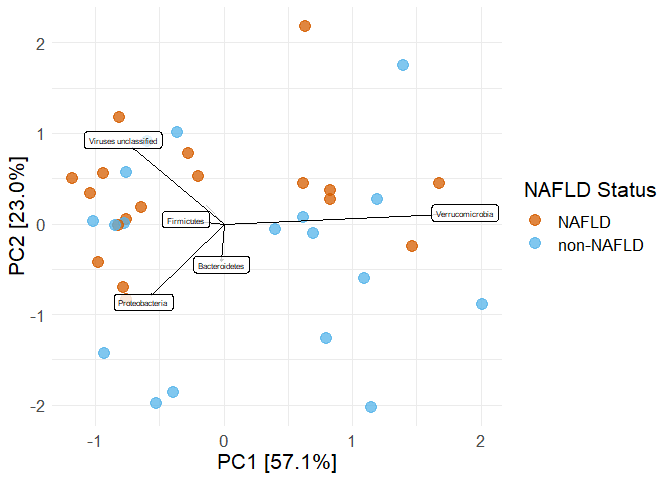 2
1
0
-1
-2
PC2 [23.0%]
Viruses unclassified
Firmicutes
Verrucomicrobia
Bacteroidetes
Proteobacteria
-1
0
1
2
PC1 [57.1%]
NAFLD Status
NAFLD
non-NAFLD